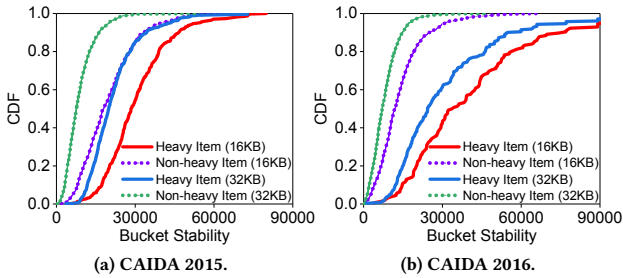 1.0
0.8
0.6
0.4
0.2
0.0
CDF
Heavy Item (16KB)
Non-heavy Item (16KB)
Heavy Item (32KB)
Non-heavy Item (32KB)
0 30000 60000 90000
Bucket Stability
(a) CAIDA 2015.
1.0
0.8
0.6
0.4
0.2
0.0
CDF
Heavy Item (16KB)
Non-heavy Item (16KB)
Heavy Item (32KB)
Non-heavy Item (32KB)
0 30000 60000 90000
Bucket Stability
(b) CAIDA 2016.